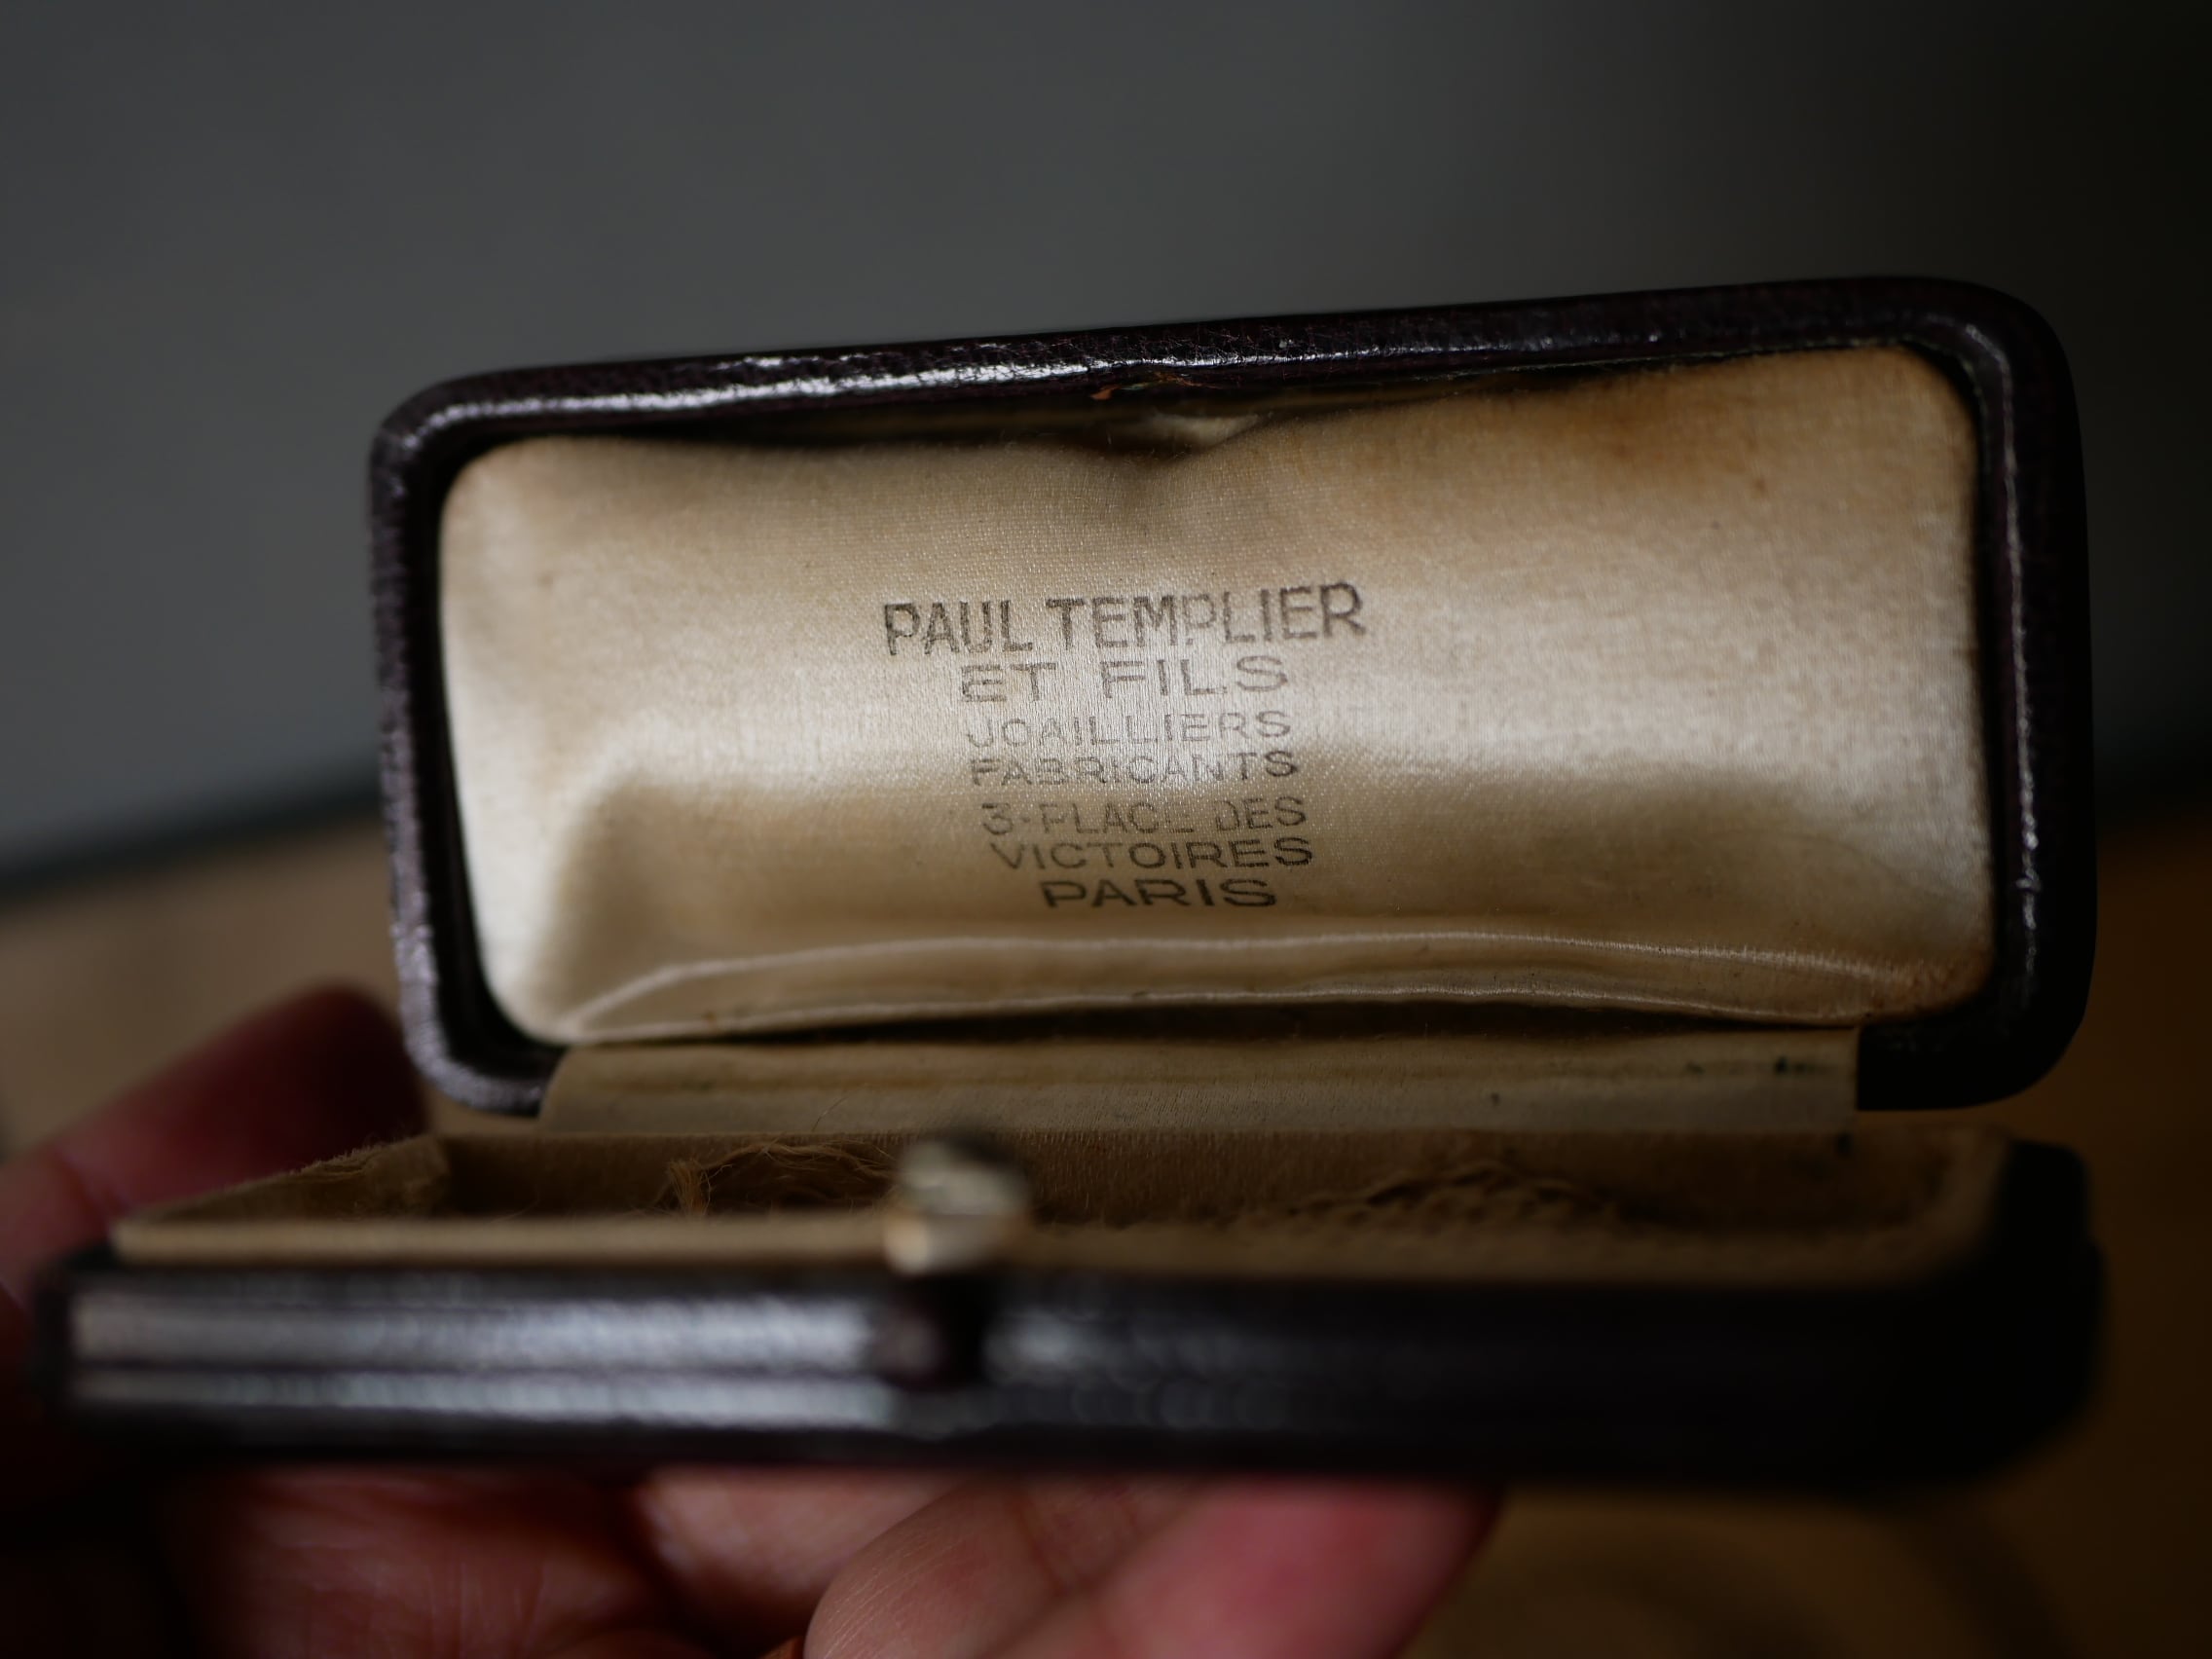 PAUL TEMPLIER
ET FILS
JOAILLIERS
FABRICANTS
3·PLACE DES
VICTOIRES
PARIS